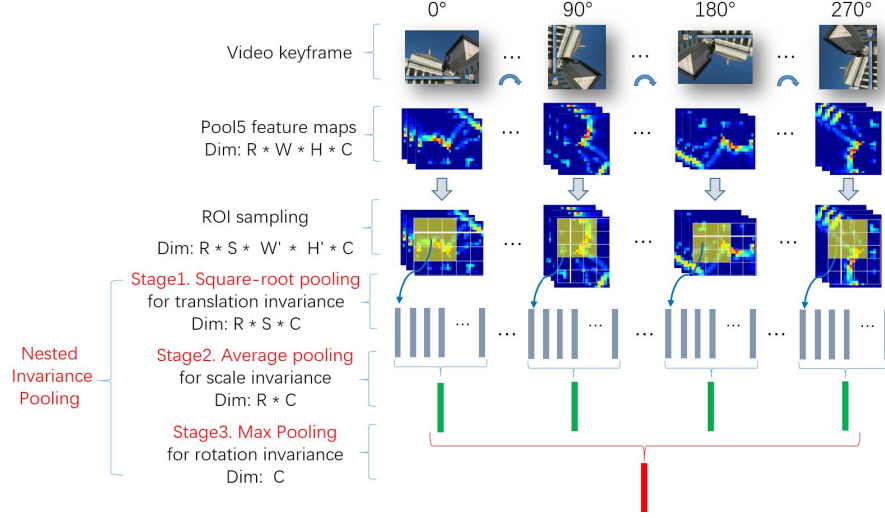 0° 90° 180° 270°
Video keyframe
... ... ...
Pool5 feature maps
Dim: R * W * H * C
... ... ...
ROI sampling
Dim: R * S * W' * H' * C
... ... ...
Stage1. Square-root pooling
for translation invariance
Dim: R * S * C
... ... ... ... ... ... ...
Nested
Invariance
Pooling
Stage2. Average pooling
for scale invariance
Dim: R * C
Stage3. Max Pooling
for rotation invariance
Dim: C